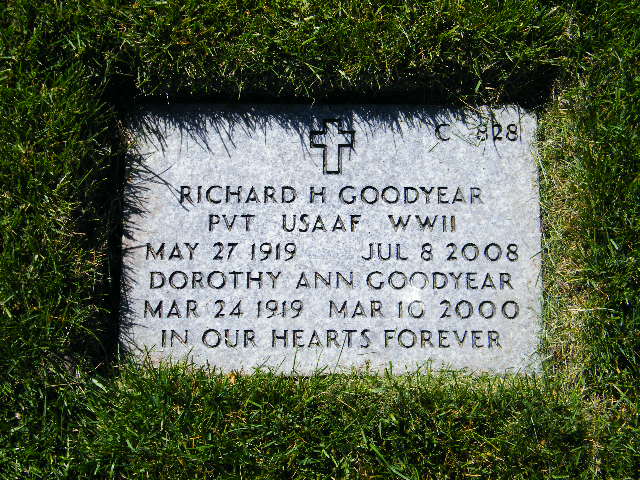 C 828
RICHARD H GOODYEAR
PVT USAAF WWII
MAY 27 1919 JUL 8 2008
DOROTHY ANN GOODYEAR
MAR 24 1919 MAR 10 2000
IN OUR HEARTS FOREVER